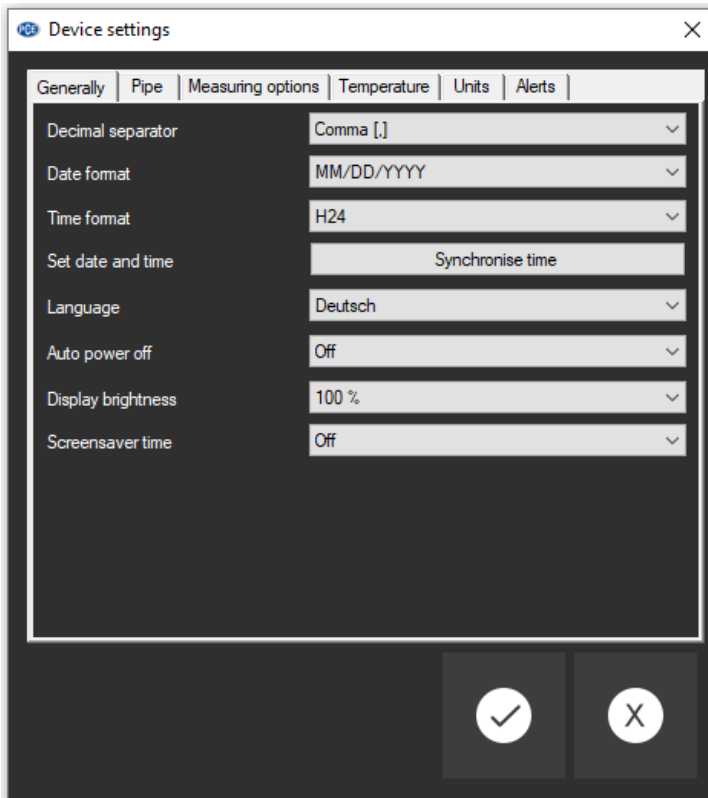 PCE Device settings
Generally Pipe Measuring options Temperature Units Alerts
Decimal separator Comma [,]
Date format MM/DD/YYYY
Time format H24
Set date and time Synchronise time
Language Deutsch
Auto power off Off
Display brightness 100 %
Screensaver time Off
X